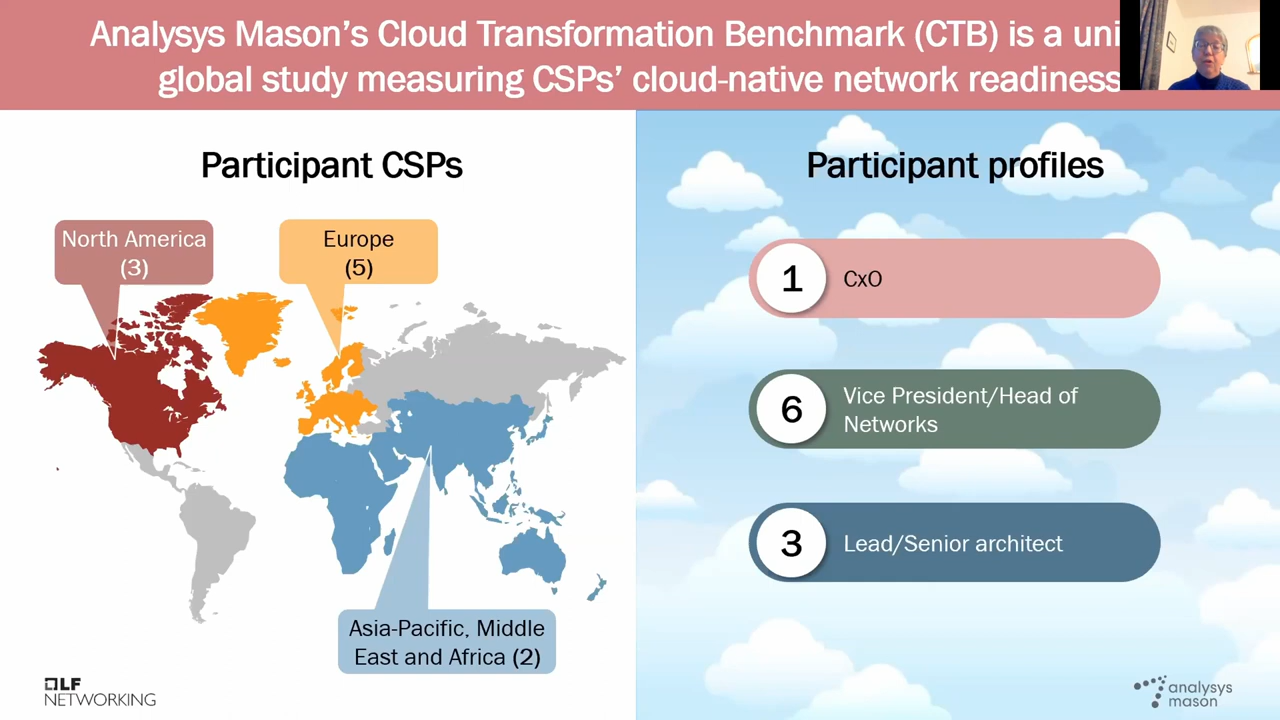 Analysys Mason's Cloud Transformation Benchmark (CTB) is a uni
global study measuring CSPs' cloud-native network readiness
Participant CSPs
North America
(3)
Europe
(5)
Asia-Pacific, Middle
East and Africa (2)
Participant profiles
1
CxO
6
Vice President/Head of
Networks
3
Lead/Senior architect
LF
NETWORKING
analysys
mason